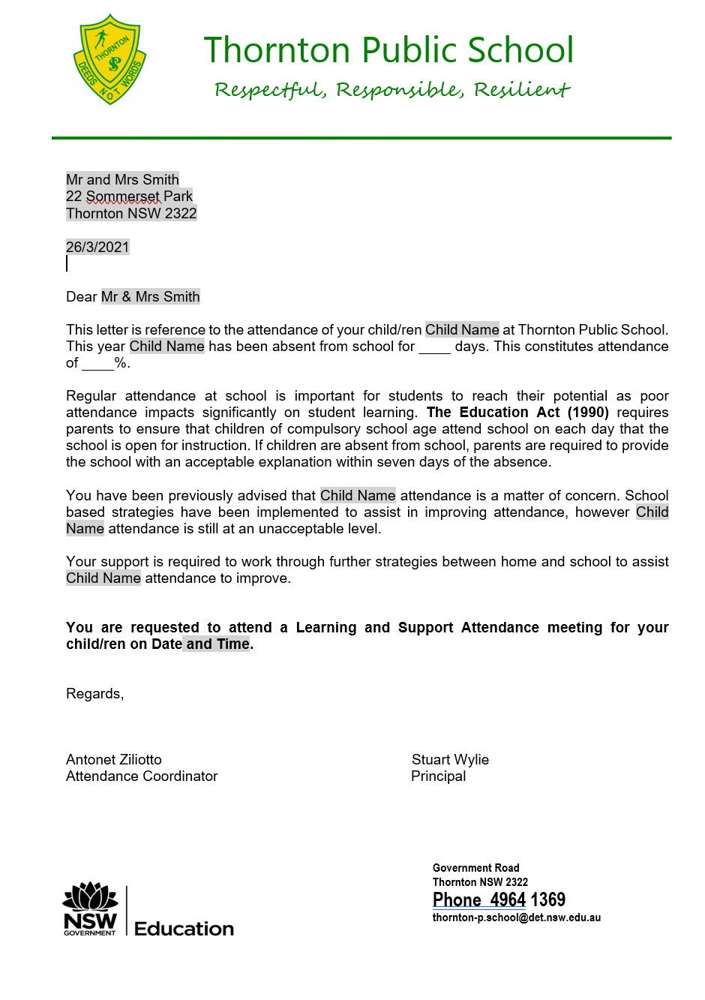 THORNTON
SP
DEEDS NOT WORDS
Thornton Public School
Respectful, Responsible, Resilient
Mr and Mrs Smith
22 Sommerset Park
Thornton NSW 2322
26/3/2021
Dear Mr & Mrs Smith
This letter is reference to the attendance of your child/ren Child Name at Thornton Public School.
This year Child Name has been absent from school for ____ days. This constitutes attendance
of ____%.
Regular attendance at school is important for students to reach their potential as poor
attendance impacts significantly on student learning. The Education Act (1990) requires
parents to ensure that children of compulsory school age attend school on each day that the
school is open for instruction. If children are absent from school, parents are required to provide
the school with an acceptable explanation within seven days of the absence.
You have been previously advised that Child Name attendance is a matter of concern. School
based strategies have been implemented to assist in improving attendance, however Child
Name attendance is still at an unacceptable level.
Your support is required to work through further strategies between home and school to assist
Child Name attendance to improve.
You are requested to attend a Learning and Support Attendance meeting for your
child/ren on Date and Time.
Regards,
Antonet Ziliotto Stuart Wylie
Attendance Coordinator Principal
Government Road
Thornton NSW 2322
Phone 4964 1369
thornton-p.school@det.nsw.edu.au
NSW
GOVERNMENT
Education